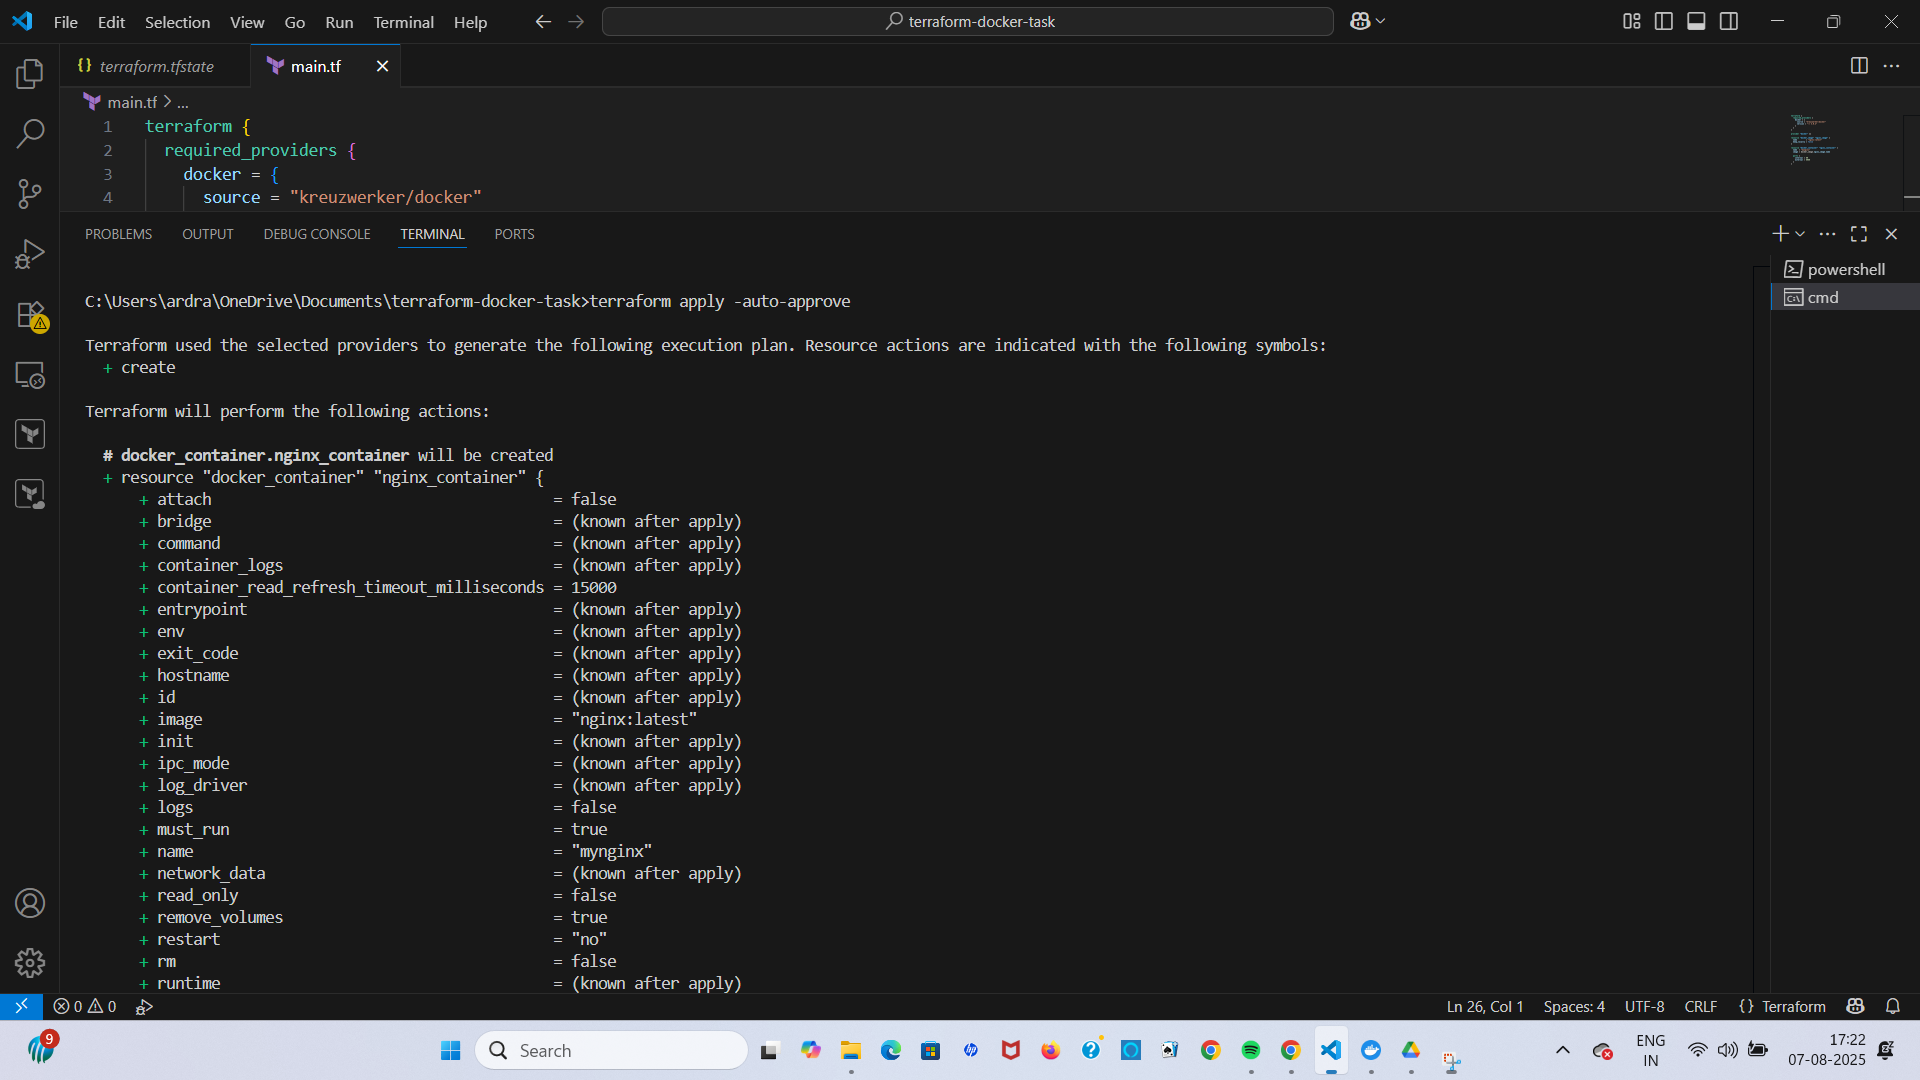 File Edit Selection View Go Run Terminal Help
terraform-docker-task
{} terraform.tfstate
main.tf
main.tf > ...
1 terraform {
2 required_providers {
3 docker = {
4 source = "kreuzwerker/docker"
PROBLEMS OUTPUT DEBUG CONSOLE TERMINAL PORTS
powershell
cmd
C:\Users\ardra\OneDrive\Documents\terraform-docker-task>terraform apply -auto-approve
Terraform used the selected providers to generate the following execution plan. Resource actions are indicated with the following symbols:
+ create
Terraform will perform the following actions:
# docker_container.nginx_container will be created
+ resource "docker_container" "nginx_container" {
+ attach = false
+ bridge = (known after apply)
+ command = (known after apply)
+ container_logs = (known after apply)
+ container_read_refresh_timeout_milliseconds = 15000
+ entrypoint = (known after apply)
+ env = (known after apply)
+ exit_code = (known after apply)
+ hostname = (known after apply)
+ id = (known after apply)
+ image = "nginx:latest"
+ init = (known after apply)
+ ipc_mode = (known after apply)
+ log_driver = (known after apply)
+ logs = false
+ must_run = true
+ name = "mynginx"
+ network_data = (known after apply)
+ read_only = false
+ remove_volumes = true
+ restart = "no"
+ rm = false
+ runtime = (known after apply)
0 0
Ln 26, Col 1 Spaces: 4 UTF-8 CRLF {} Terraform
9
Search
ENG
IN
17:22
07-08-2025